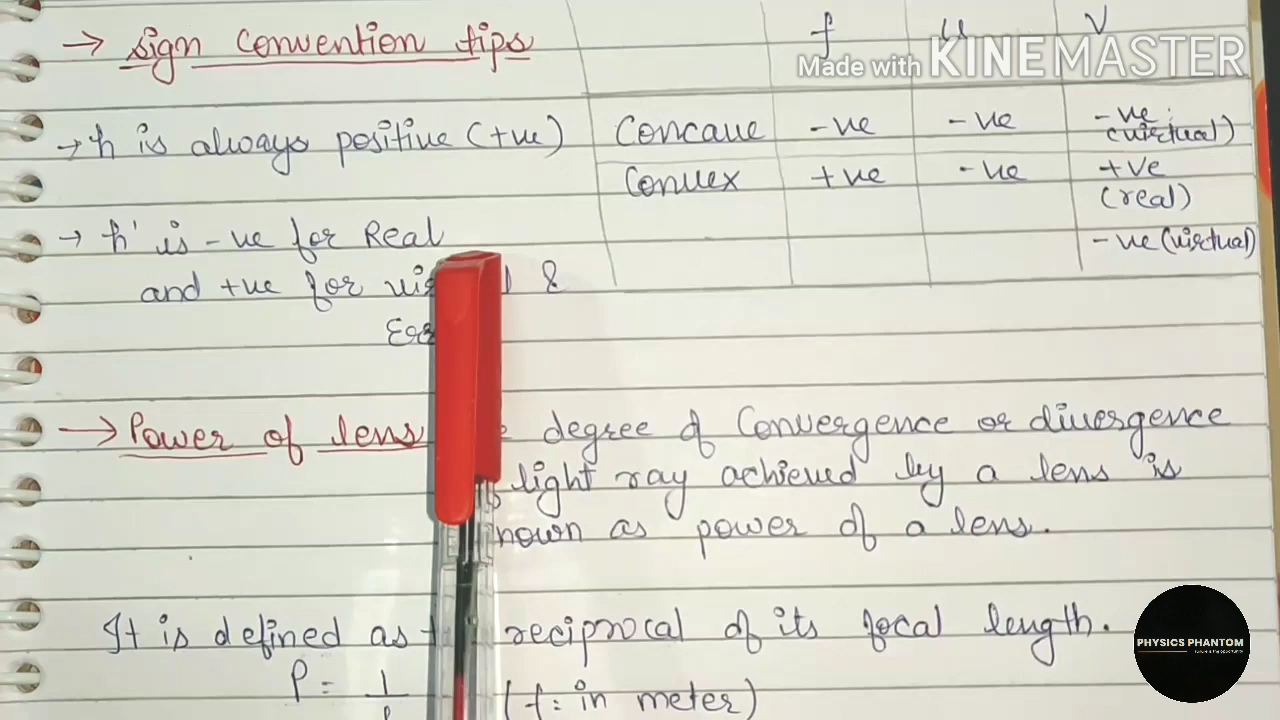 → Sign Convention tips
f u v
Made with KINEMASTER
→ h is always positive (+ve)
Concave -ve -ve -ve (virtual)
Convex +ve -ve +ve (real)
-ve (virtual)
→ h' is -ve for Real
and +ve for &
→ Power of lens degree of Convergence or divergence
light ray achieved by a lens is
as power of a lens.
It is defined as reciprocal of its focal length.
P = 1
(f: in meter)
PHYSICS PHANTOM